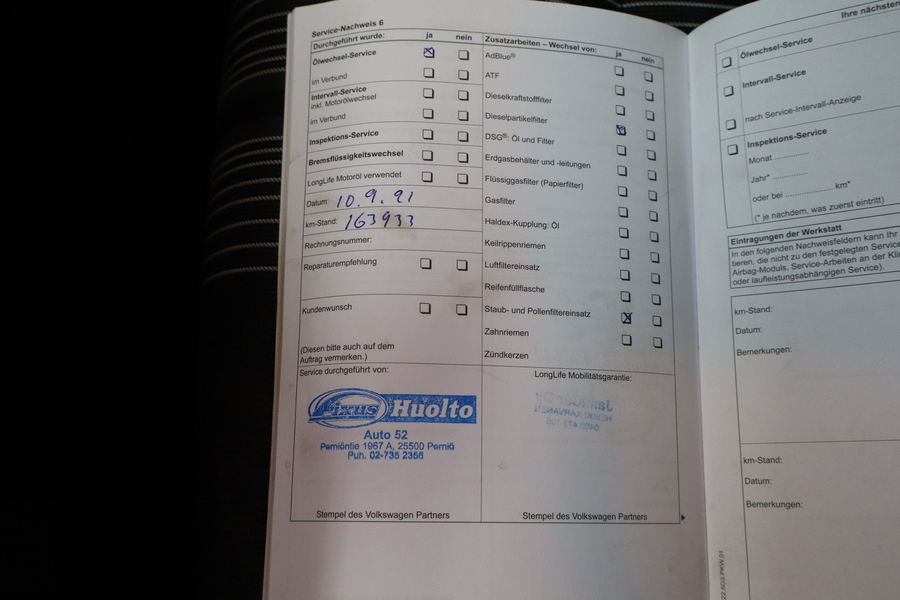 Service-Nachweis 6
Durchgeführt wurde: ja nein
Ölwechsel-Service
im Verbund
Intervall-Service
inkl. Motorölwechsel
im Verbund
Inspektions-Service
Bremsflüssigkeitswechsel
LongLife Motoröl verwendet
Datum: 10.9.21
km-Stand: 163933
Rechnungsnummer:
Reparaturempfehlung
Kundenwunsch
(Diesen bitte auch auf dem
Auftrag vermerken.)
Service durchgeführt von:
Fixus Huolto
Auto 52
Perniöntie 1967 A, 25500 Perniö
Puh. 02-735 2356
Stempel des Volkswagen Partners
Zusatzarbeiten – Wechsel von: ja nein
AdBlue®
ATF
Dieselkraftstofffilter
Dieselpartikelfilter
DSG®: Öl und Filter
Erdgasbehälter und -leitungen
Flüssiggasfilter (Papierfilter)
Gasfilter
Haldex-Kupplung: Öl
Keilrippenriemen
Luftfiltereinsatz
Reifenfüllflasche
Staub- und Pollenfiltereinsatz
Zahnriemen
Zündkerzen
LongLife Mobilitätsgarantie:
Stempel des Volkswagen Partners
Ihre nächsten
Ölwechsel-Service
Intervall-Service
nach Service-Intervall-Anzeige
Inspektions-Service
Monat ............
Jahr* ............
oder bei ................ km*
(* je nachdem, was zuerst eintritt)
Eintragungen der Werkstatt
In den folgenden Nachweisfeldern kann Ihr
tieren, die nicht zu den festgelegten Service
Airbag-Moduls, Service-Arbeiten an der Kli
oder laufleistungsabhängigen Service).
km-Stand:
Datum:
Bemerkungen:
km-Stand:
Datum:
Bemerkungen: